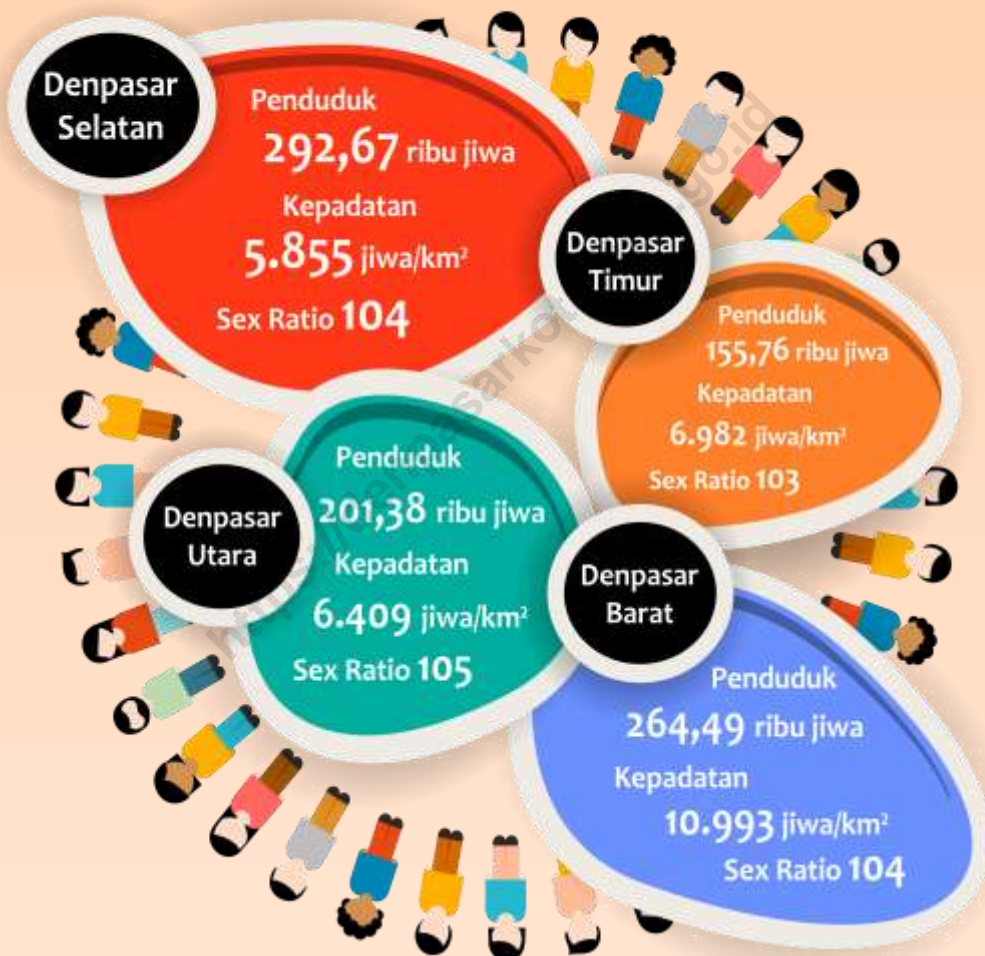 Denpasar
Selatan
Penduduk
292,67 ribu jiwa
Kepadatan
5.855 jiwa/km²
Sex Ratio 104
Denpasar
Timur
Penduduk
155,76 ribu jiwa
Kepadatan
6.982 jiwa/km²
Sex Ratio 103
Denpasar
Utara
Penduduk
201,38 ribu jiwa
Kepadatan
6.409 jiwa/km²
Sex Ratio 105
Denpasar
Barat
Penduduk
264,49 ribu jiwa
Kepadatan
10.993 jiwa/km²
Sex Ratio 104